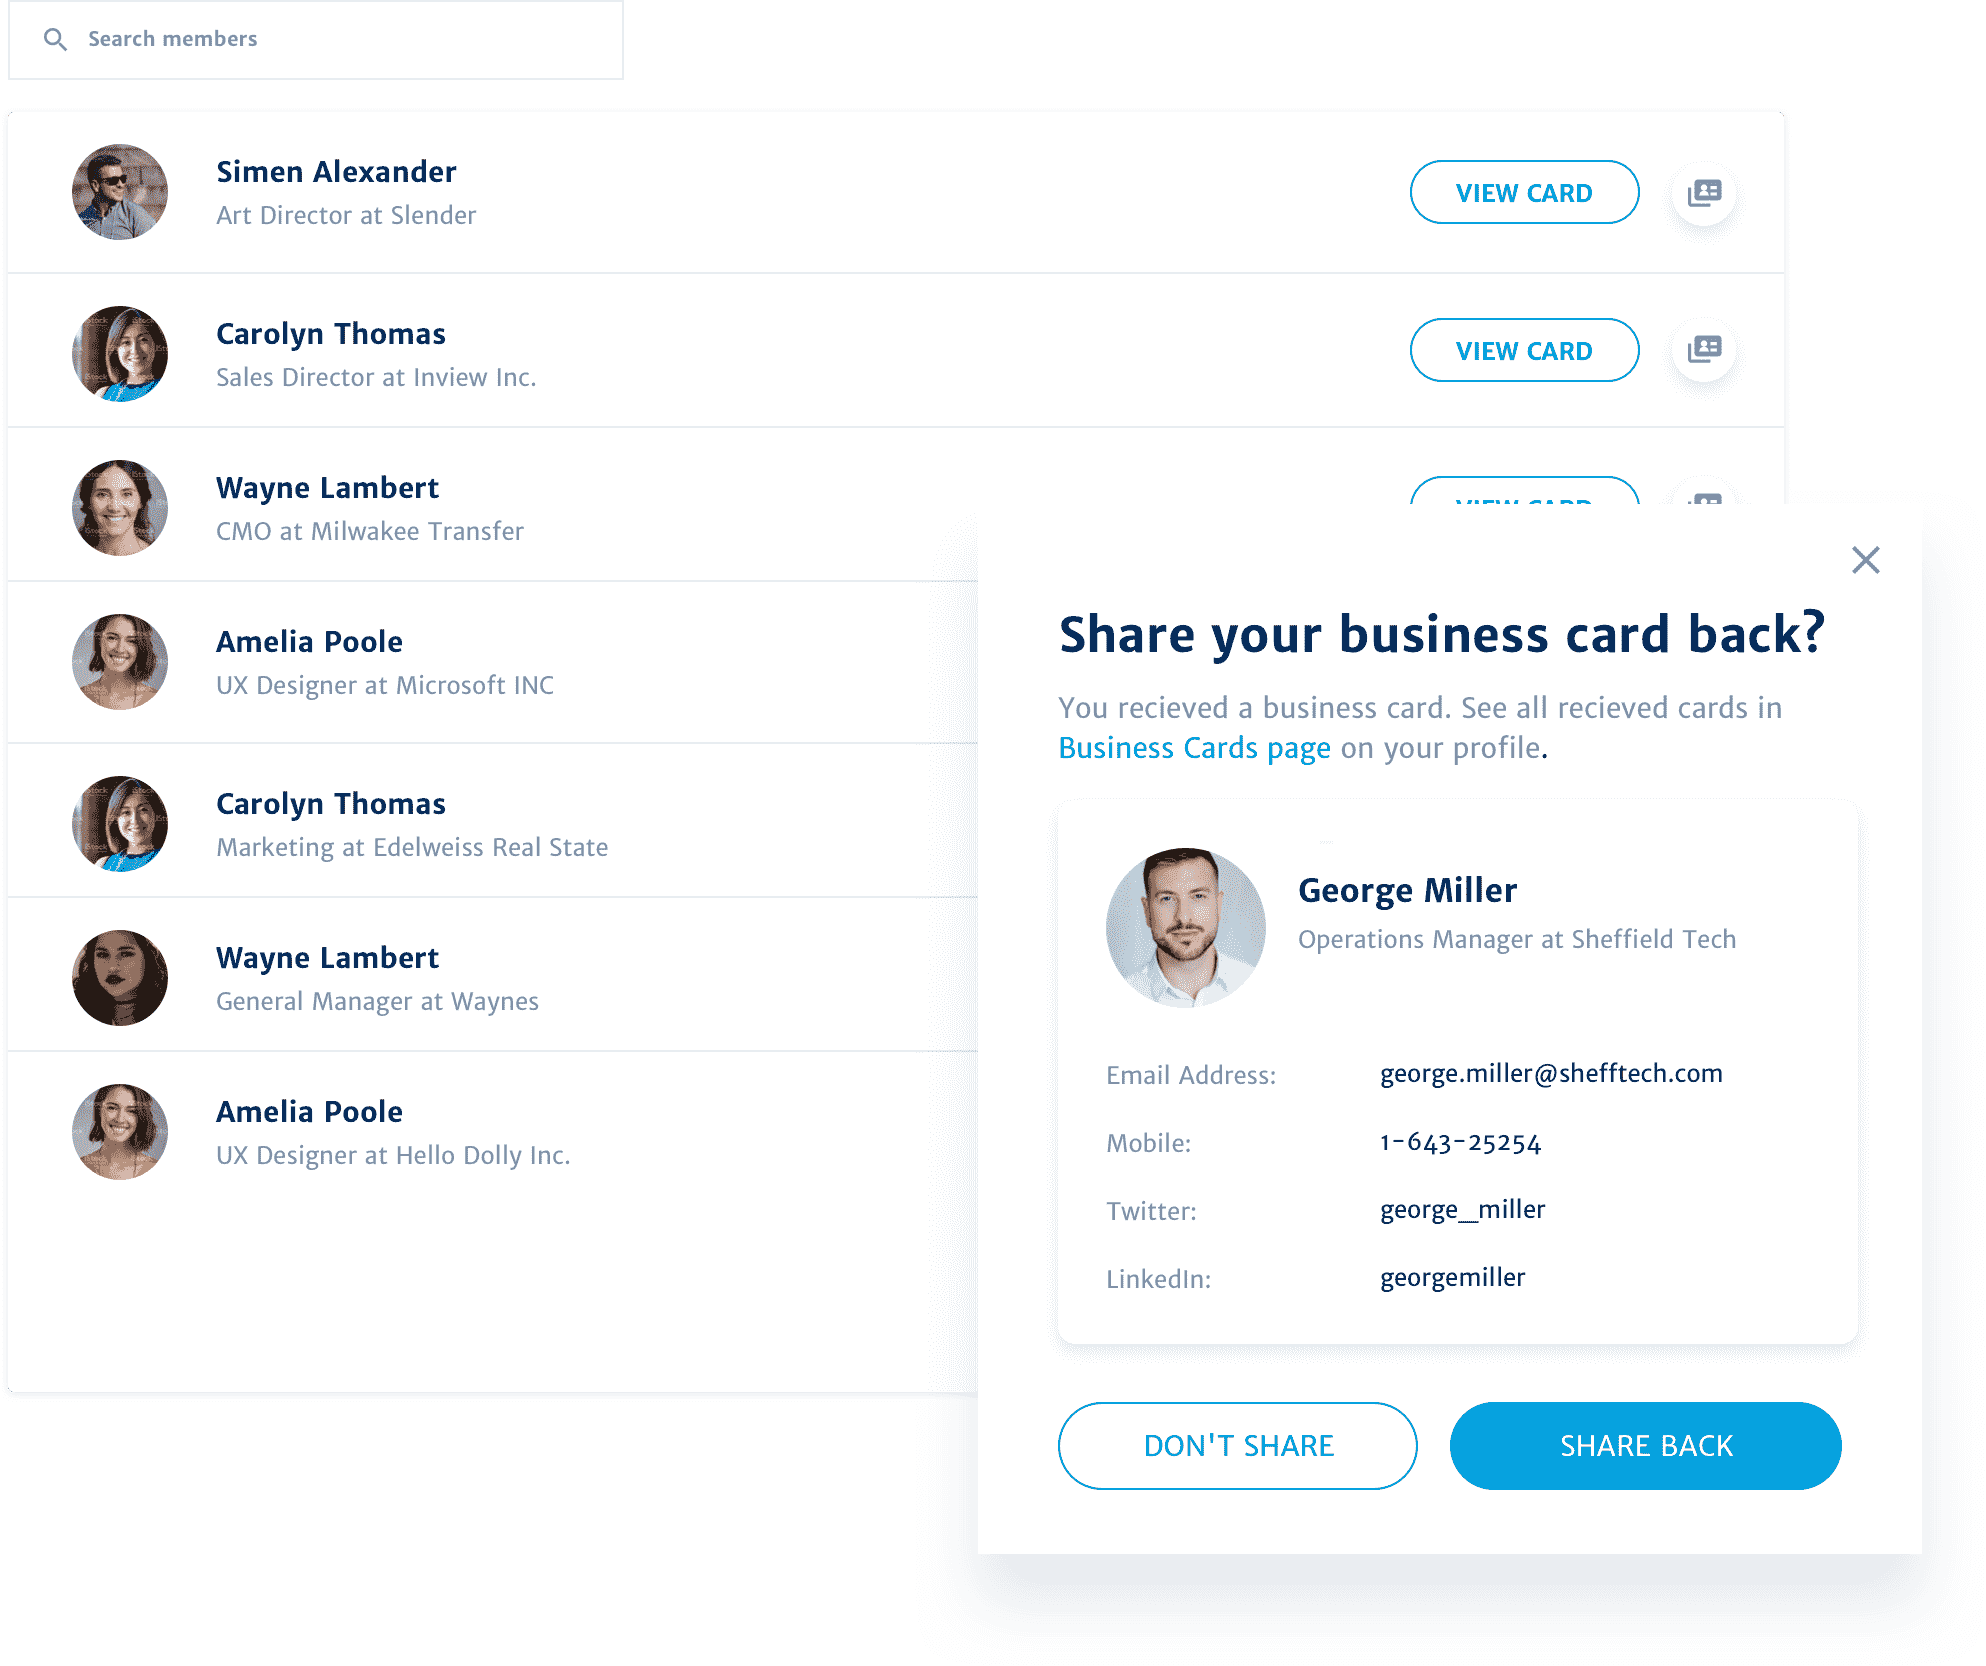 Search members
Simen Alexander
Art Director at Slender
VIEW CARD
Carolyn Thomas
Sales Director at Inview Inc.
VIEW CARD
Wayne Lambert
CMO at Milwakee Transfer
VIEW CARD
Amelia Poole
UX Designer at Microsoft INC
Carolyn Thomas
Marketing at Edelweiss Real State
Wayne Lambert
General Manager at Waynes
Amelia Poole
UX Designer at Hello Dolly Inc.
Share your business card back?
You recieved a business card. See all recieved cards in
Business Cards page on your profile.
George Miller
Operations Manager at Sheffield Tech
Email Address: george.miller@shefftech.com
Mobile: 1-643-25254
Twitter: george_miller
LinkedIn: georgemiller
DON'T SHARE
SHARE BACK